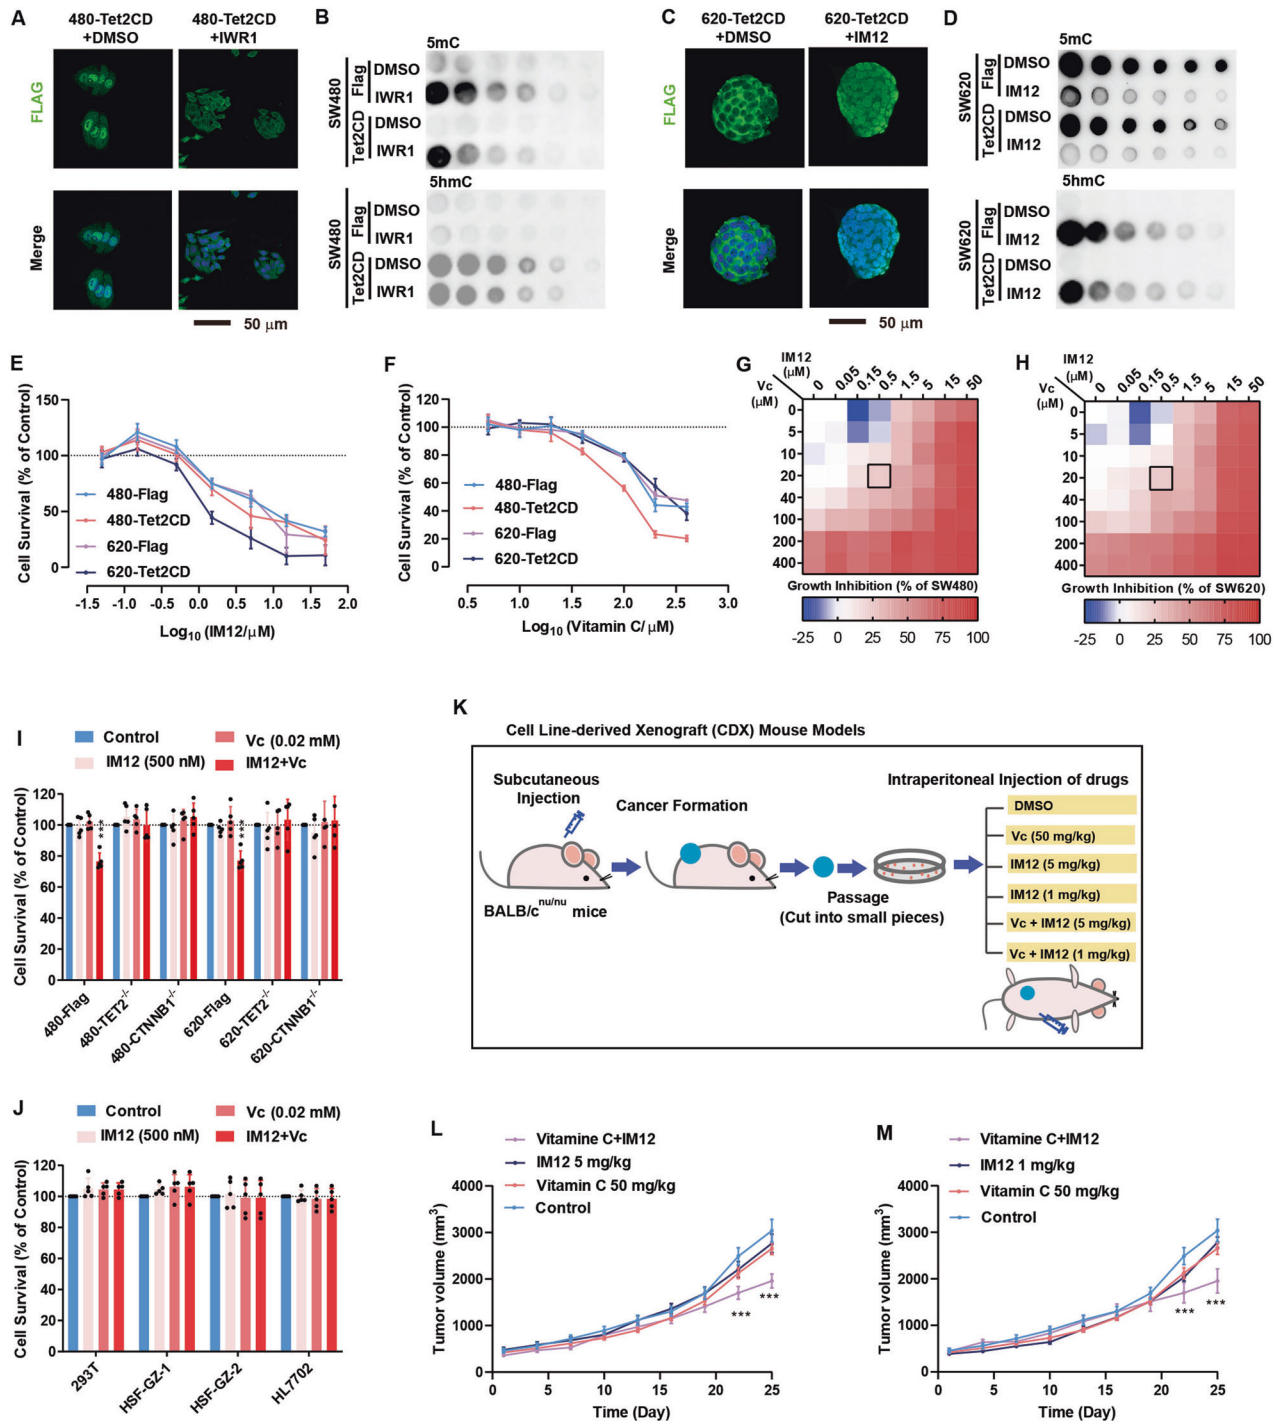 A
480-Tet2CD
+DMSO
480-Tet2CD
+IWR1
FLAG
Merge
50 μm
B
5mC
SW480
Flag
DMSO
IWR1
Tet2CD
DMSO
IWR1
5hmC
SW480
Flag
DMSO
IWR1
Tet2CD
DMSO
IWR1
C
620-Tet2CD
+DMSO
620-Tet2CD
+IM12
FLAG
Merge
50 μm
D
5mC
SW620
Flag
DMSO
IM12
Tet2CD
DMSO
IM12
5hmC
SW620
Flag
DMSO
IM12
Tet2CD
DMSO
IM12
E
Cell Survival (% of Control)
150
100
50
0
480-Flag
480-Tet2CD
620-Flag
620-Tet2CD
-1.5 -1.0 -0.5 0.0 0.5 1.0 1.5 2.0
Log10 (IM12/μM)
F
Cell Survival (% of Control)
120
100
80
60
40
20
0
480-Flag
480-Tet2CD
620-Flag
620-Tet2CD
0.5 1.0 1.5 2.0 2.5 3.0
Log10 (Vitamin C/ μM)
G
IM12
(μM)
Vc
(μM)
0 0.05 0.15 0.5 1.5 5 15 50
0
5
10
20
40
100
200
400
Growth Inhibition (% of SW480)
-25 0 25 50 75 100
H
IM12
(μM)
Vc
(μM)
0 0.05 0.15 0.5 1.5 5 15 50
0
5
10
20
40
100
200
400
Growth Inhibition (% of SW620)
-25 0 25 50 75 100
I
Control
Vc (0.02 mM)
IM12 (500 nM)
IM12+Vc
Cell Survival (% of Control)
120
100
80
60
40
20
0
***
***
480-Flag
480-TET2-/-
480-CTNNB1-/-
620-Flag
620-TET2-/-
620-CTNNB1-/-
J
Control
Vc (0.02 mM)
IM12 (500 nM)
IM12+Vc
Cell Survival (% of Control)
120
100
80
60
40
20
0
293T
HSF-GZ-1
HSF-GZ-2
HL7702
K
Cell Line-derived Xenograft (CDX) Mouse Models
Subcutaneous
Injection
Cancer Formation
BALB/cnu/nu mice
Passage
(Cut into small pieces)
Intraperitoneal Injection of drugs
DMSO
Vc (50 mg/kg)
IM12 (5 mg/kg)
IM12 (1 mg/kg)
Vc + IM12 (5 mg/kg)
Vc + IM12 (1 mg/kg)
L
Vitamine C+IM12
IM12 5 mg/kg
Vitamin C 50 mg/kg
Control
Tumor volume (mm3)
4000
3000
2000
1000
0
***
***
0 5 10 15 20 25
Time (Day)
M
Vitamine C+IM12
IM12 1 mg/kg
Vitamin C 50 mg/kg
Control
Tumor volume (mm3)
4000
3000
2000
1000
0
***
***
0 5 10 15 20 25
Time (Day)